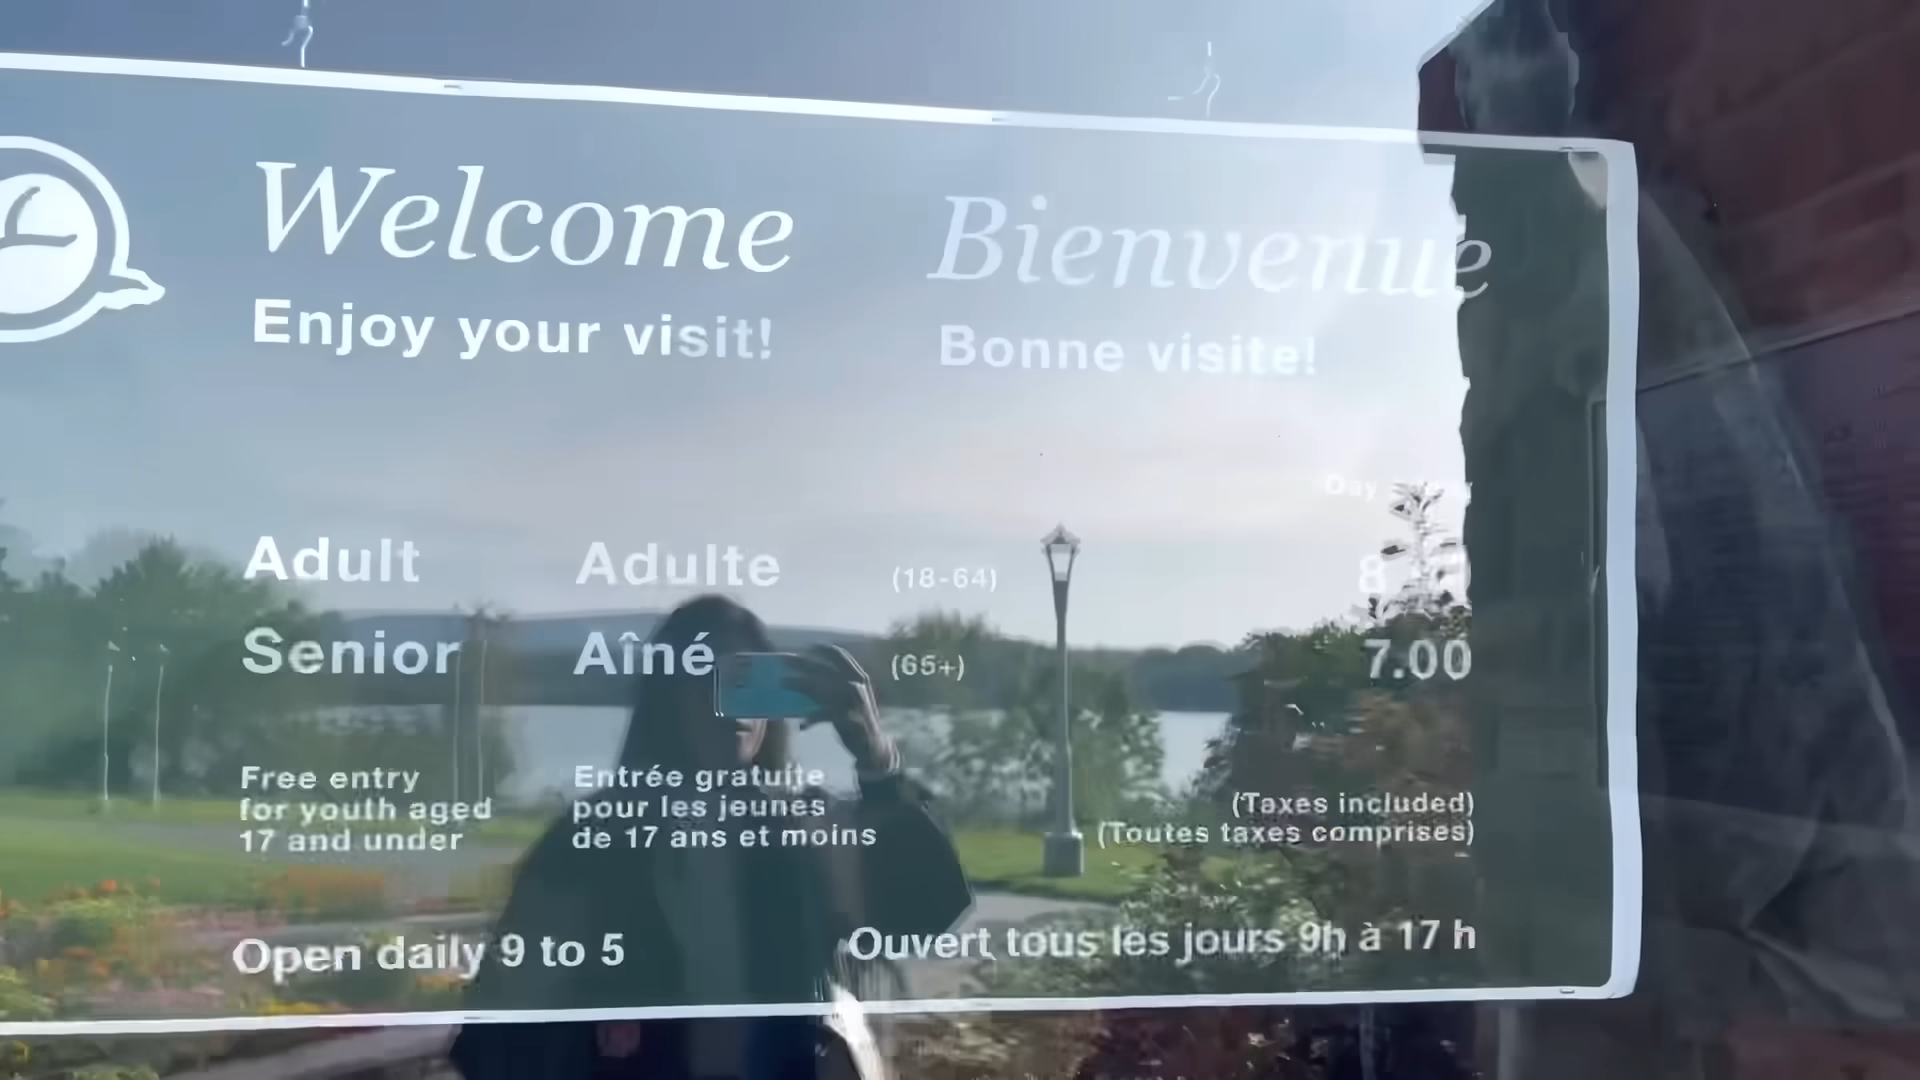 Welcome
Enjoy your visit!
Bienvenue
Bonne visite!
Day
Adult Adulte (18-64)
Senior Aîné (65+) 7.00
Free entry
for youth aged
17 and under
Entrée gratuite
pour les jeunes
de 17 ans et moins
(Taxes included)
(Toutes taxes comprises)
Open daily 9 to 5
Ouvert tous les jours 9h à 17 h